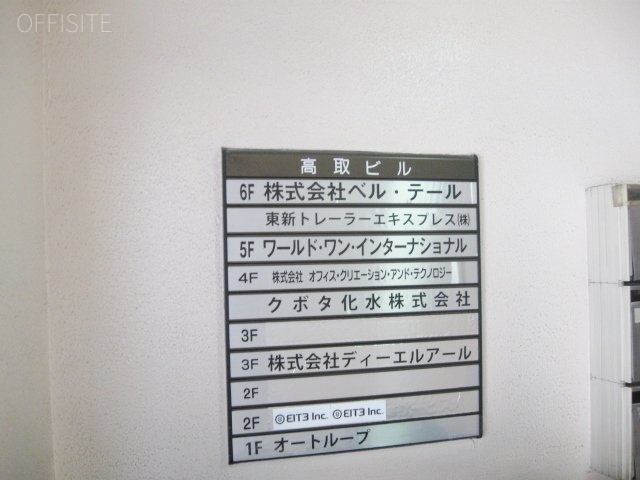 OFFISITE
高取ビル
6F 株式会社ベル・テール
東新トレーラーエキスプレス㈱
5F ワールド・ワン・インターナショナル
4F 株式会社 オフィス・クリエーション・アンド・テクノロジー
クボタ化水株式会社
3F
3F 株式会社ディーエルアール
2F
2F EIT3 Inc. EIT3 Inc.
1F オートループ